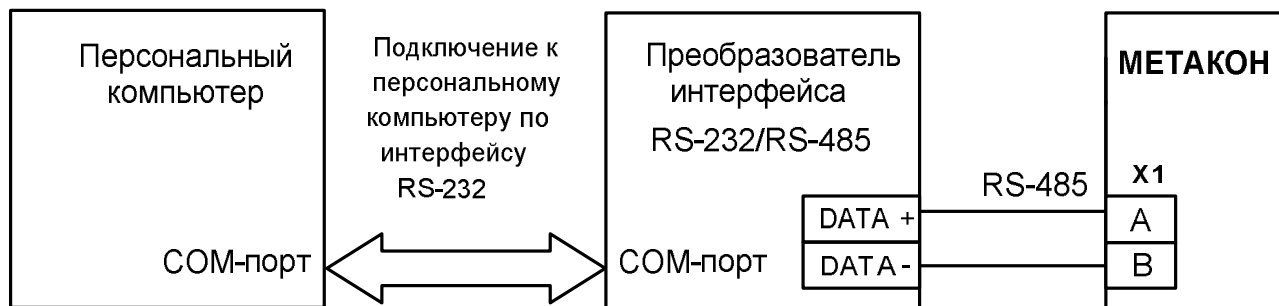 Персональный
компьютер
COM-порт
Подключение к
персональному
компьютеру по
интерфейсу
RS-232
Преобразователь
интерфейса
RS-232/RS-485
COM-порт
DATA +
DATA -
RS-485
МЕТАКОН
X1
A
B